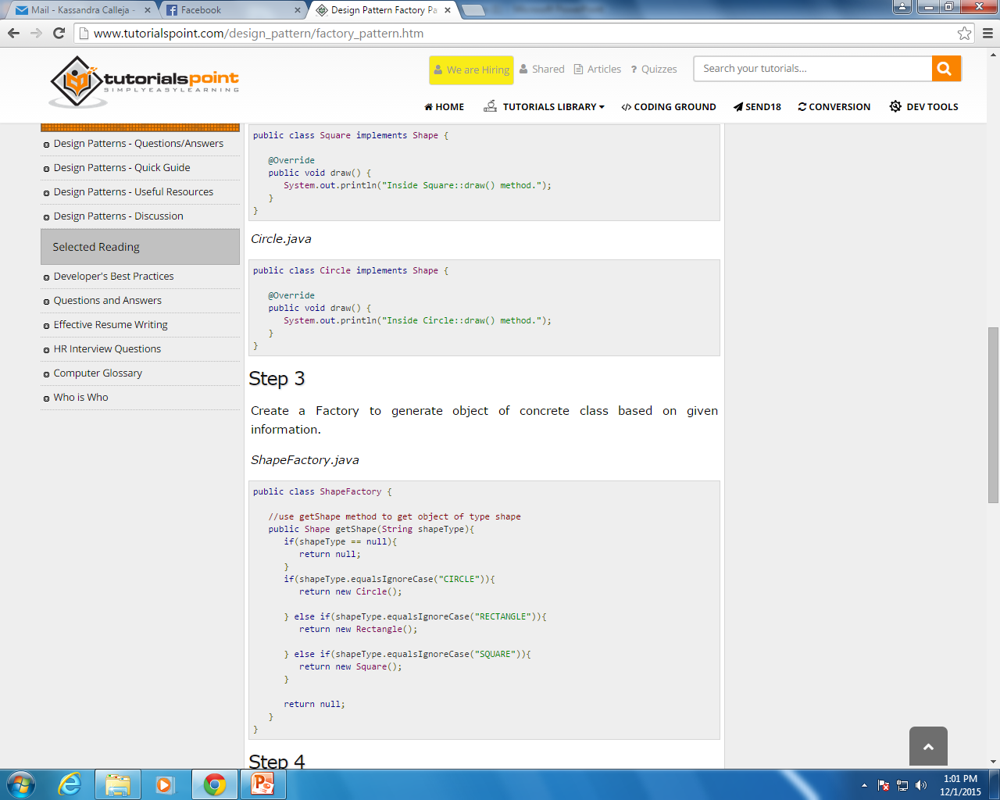 Mail - Kassandra Calleja -
Facebook
Design Pattern Factory Pa
www.tutorialspoint.com/design_pattern/factory_pattern.htm
tutorialspoint
SIMPLYEASYLEARNING
We are Hiring
Shared
Articles
? Quizzes
Search your tutorials...
HOME
TUTORIALS LIBRARY
</> CODING GROUND
SEND18
CONVERSION
DEV TOOLS
Design Patterns - Questions/Answers
Design Patterns - Quick Guide
Design Patterns - Useful Resources
Design Patterns - Discussion
Selected Reading
Developer's Best Practices
Questions and Answers
Effective Resume Writing
HR Interview Questions
Computer Glossary
Who is Who
public class Square implements Shape {
@Override
public void draw() {
System.out.println("Inside Square::draw() method.");
}
}
Circle.java
public class Circle implements Shape {
@Override
public void draw() {
System.out.println("Inside Circle::draw() method.");
}
}
Step 3
Create a Factory to generate object of concrete class based on given
information.
ShapeFactory.java
public class ShapeFactory {
//use getShape method to get object of type shape
public Shape getShape(String shapeType){
if(shapeType == null){
return null;
}
if(shapeType.equalsIgnoreCase("CIRCLE")){
return new Circle();
} else if(shapeType.equalsIgnoreCase("RECTANGLE")){
return new Rectangle();
} else if(shapeType.equalsIgnoreCase("SQUARE")){
return new Square();
}
return null;
}
}
Step 4
1:01 PM
12/1/2015